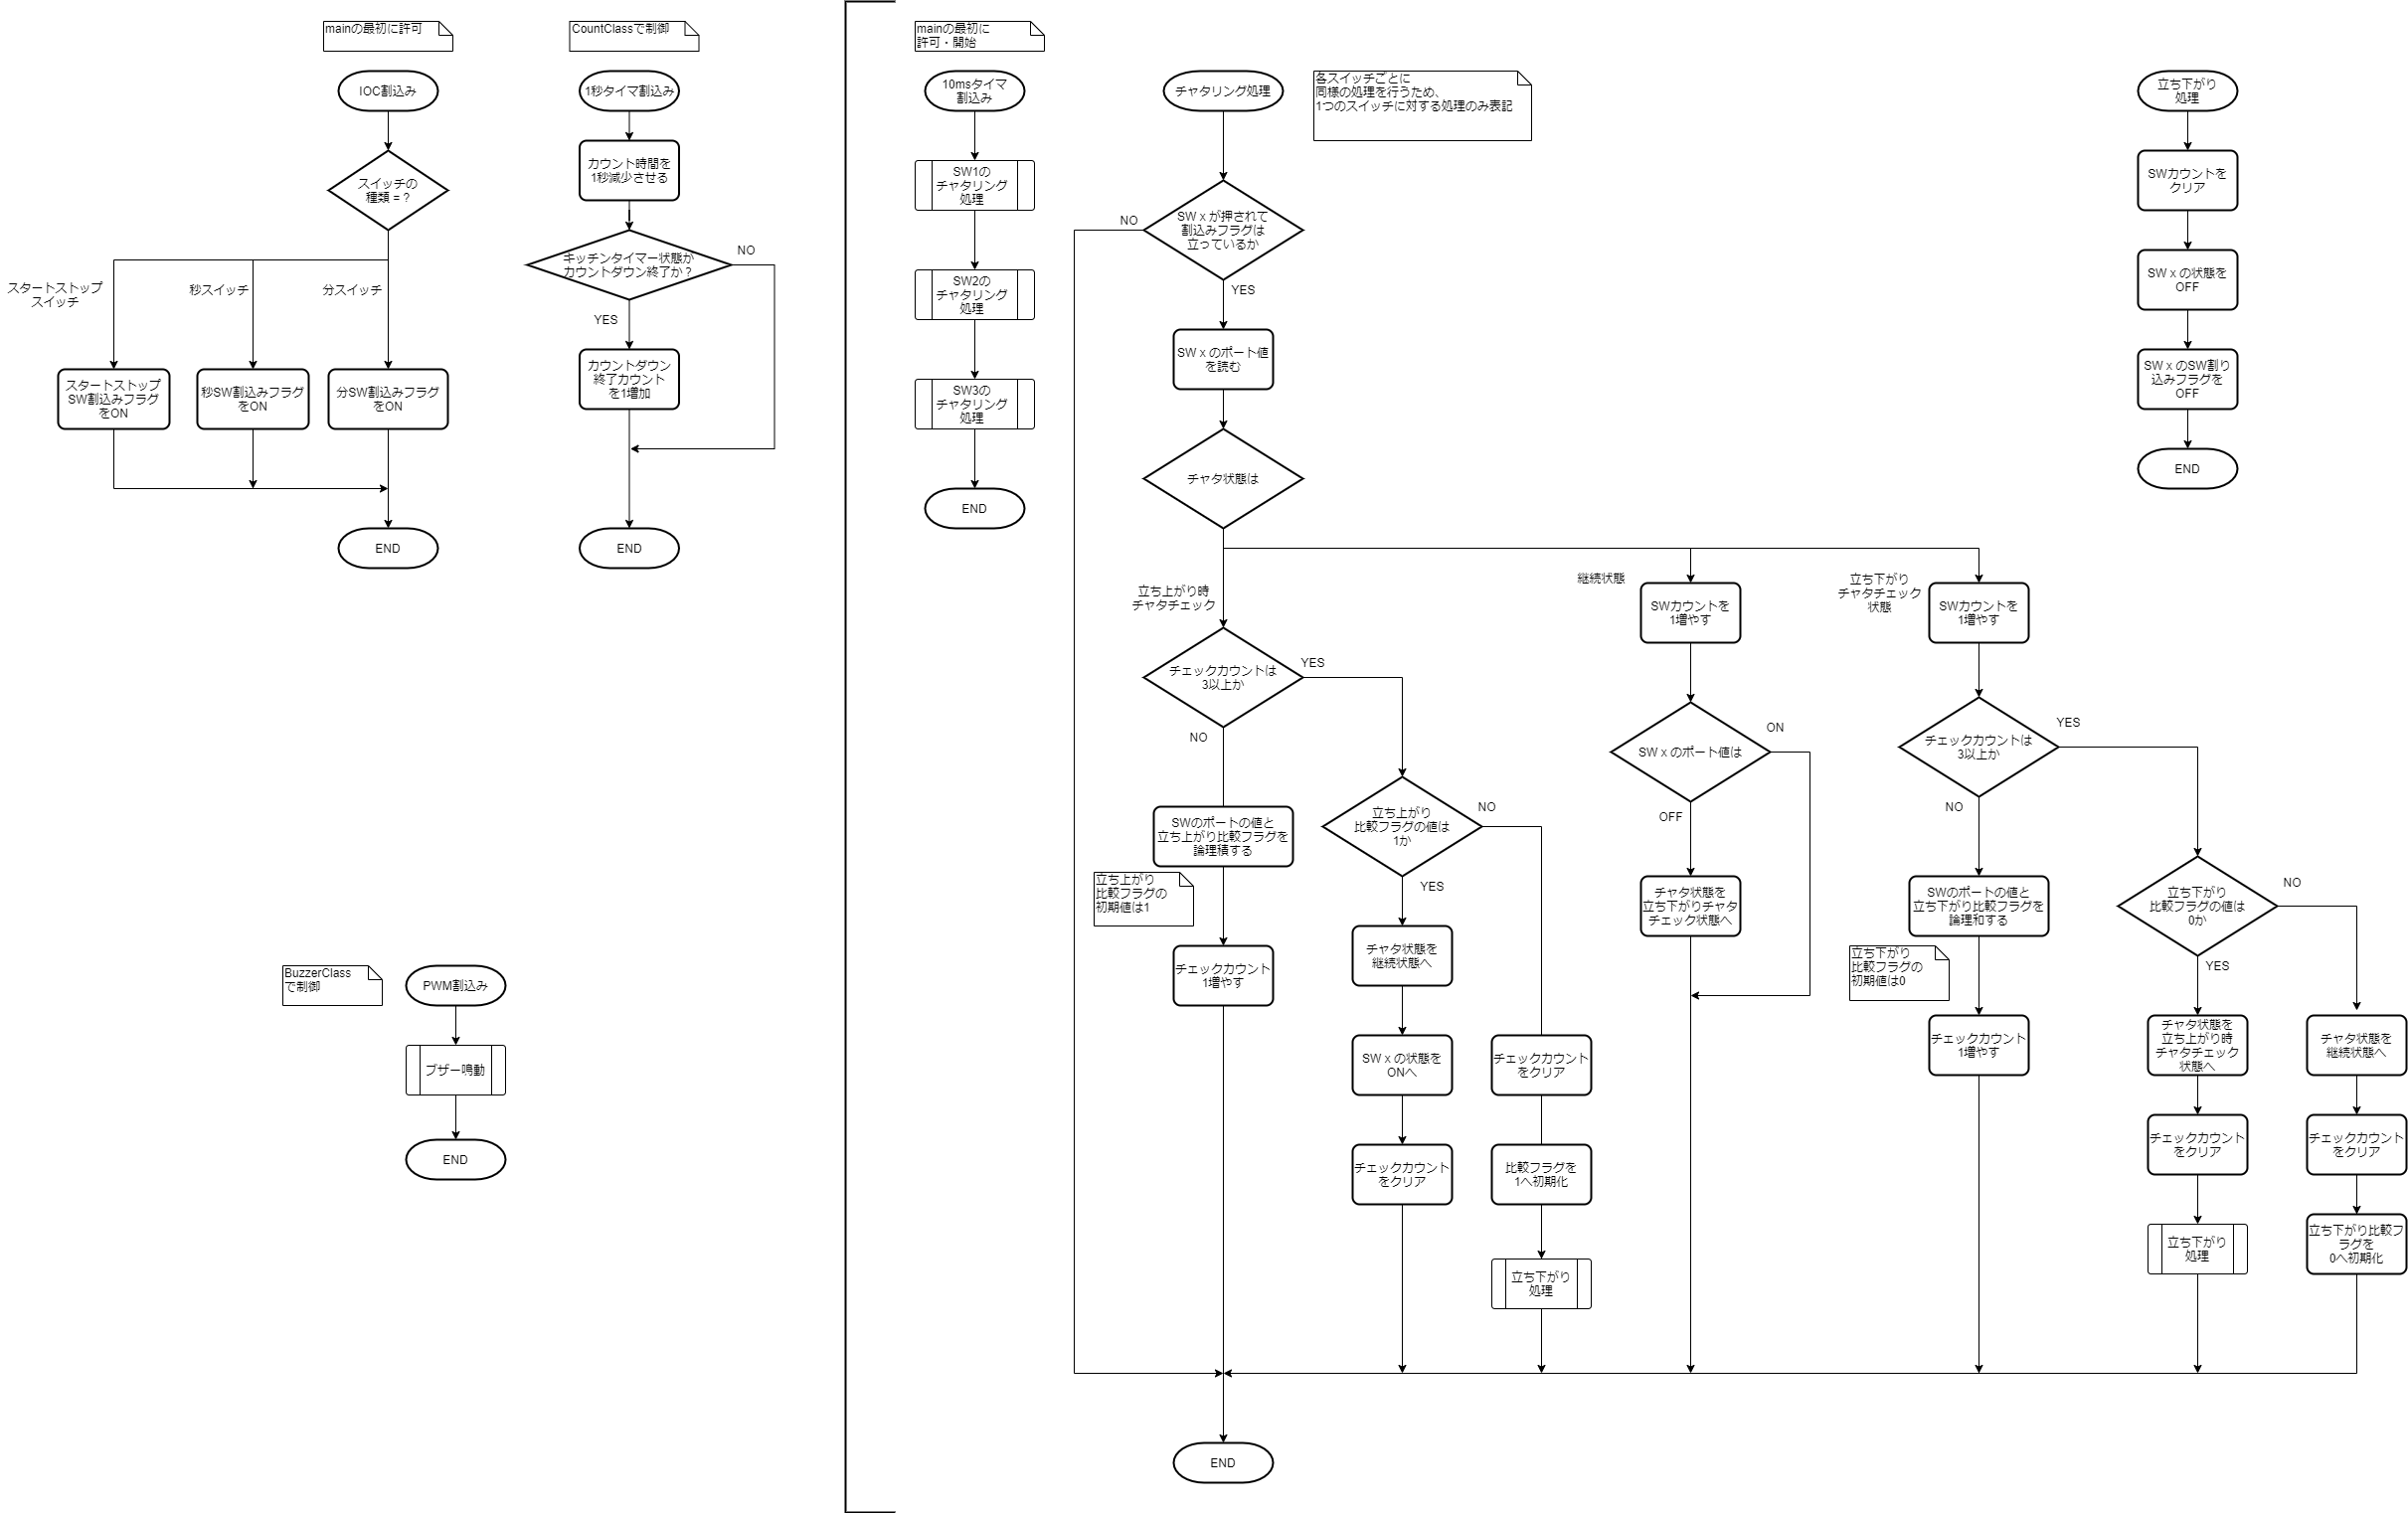 mainの最初に許可
IOC割込み
スイッチの
種類 = ?
スタートストップ
スイッチ
秒スイッチ
分スイッチ
スタートストップ
SW割込みフラグ
をON
秒SW割込みフラグ
をON
分SW割込みフラグ
をON
END
CountClassで制御
1秒タイマ割込み
カウント時間を
1秒減少させる
キッチンタイマー状態が
カウントダウン終了か?
NO
YES
カウントダウン
終了カウント
を1増加
END
BuzzerClass
で制御
PWM割込み
ブザー鳴動
END
mainの最初に
許可・開始
10msタイマ
割込み
SW1の
チャタリング
処理
SW2の
チャタリング
処理
SW3の
チャタリング
処理
END
チャタリング処理
各スイッチごとに
同様の処理を行うため、
1つのスイッチに対する処理のみ表記
SWxが押されて
割込みフラグは
立っているか
NO
YES
SWxのポート値
を読む
チャタ状態は
立ち上がり時
チャタチェック
チェックカウントは
3以上か
YES
NO
SWのポートの値と
立ち上がり比較フラグを
論理積する
立ち上がり
比較フラグの
初期値は1
チェックカウント
1増やす
立ち上がり
比較フラグの値は
1か
NO
YES
チャタ状態を
継続状態へ
SWxの状態を
ONへ
チェックカウント
をクリア
チェックカウント
をクリア
比較フラグを
1へ初期化
立ち下がり
処理
継続状態
SWカウントを
1増やす
SWxのポート値は
ON
OFF
チャタ状態を
立ち下がりチャタ
チェック状態へ
立ち下がり
チャタチェック
状態
SWカウントを
1増やす
チェックカウントは
3以上か
YES
NO
SWのポートの値と
立ち下がり比較フラグを
論理和する
立ち下がり
比較フラグの
初期値は0
チェックカウント
1増やす
立ち下がり
比較フラグの値は
0か
NO
YES
チャタ状態を
立ち上がり時
チャタチェック
状態へ
チェックカウント
をクリア
立ち下がり
処理
チャタ状態を
継続状態へ
チェックカウント
をクリア
立ち下がり比較フ
ラグを
0へ初期化
END
立ち下がり
処理
SWカウントを
クリア
SWxの状態を
OFF
SWxのSW割り
込みフラグを
OFF
END